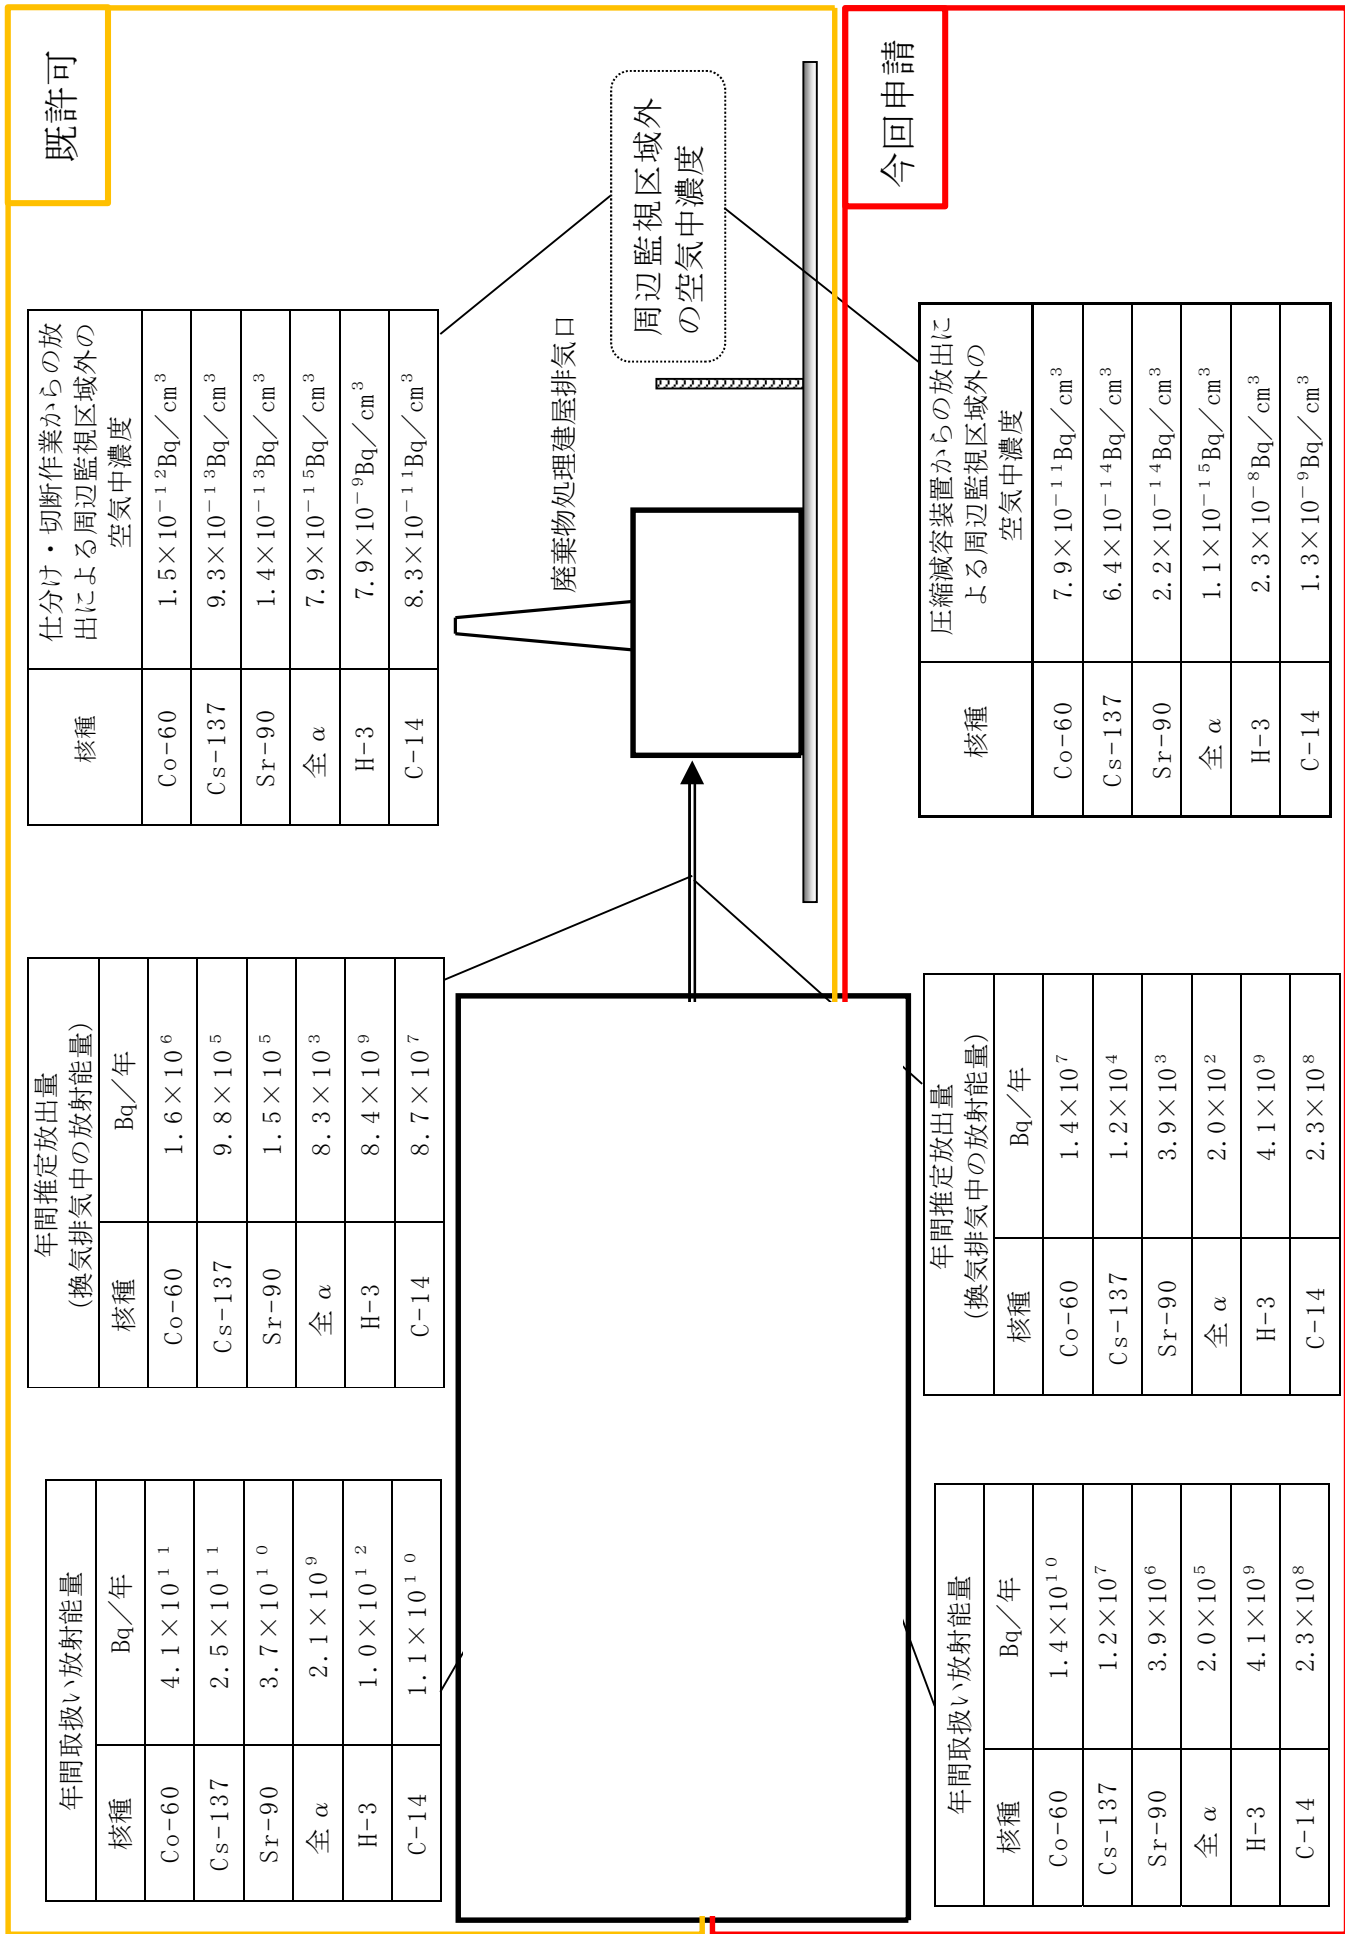 既許可
年間取扱い放射能量
核種 Bq／年
Co-60 4.1×10¹¹
Cs-137 2.5×10¹¹
Sr-90 3.7×10¹⁰
全α 2.1×10⁹
H-3 1.0×10¹²
C-14 1.1×10¹⁰
年間推定放出量
(換気排気中の放射能量)
核種 Bq／年
Co-60 1.6×10⁶
Cs-137 9.8×10⁵
Sr-90 1.5×10⁵
全α 8.3×10³
H-3 8.4×10⁹
C-14 8.7×10⁷
核種
仕分け・切断作業からの放
出による周辺監視区域外の
空気中濃度
Co-60 1.5×10⁻¹²Bq／cm³
Cs-137 9.3×10⁻¹³Bq／cm³
Sr-90 1.4×10⁻¹³Bq／cm³
全α 7.9×10⁻¹⁵Bq／cm³
H-3 7.9×10⁻⁹Bq／cm³
C-14 8.3×10⁻¹¹Bq／cm³
廃棄物処理建屋排気口
周辺監視区域外
の空気中濃度
今回申請
年間取扱い放射能量
核種 Bq／年
Co-60 1.4×10¹⁰
Cs-137 1.2×10⁷
Sr-90 3.9×10⁶
全α 2.0×10⁵
H-3 4.1×10⁹
C-14 2.3×10⁸
年間推定放出量
(換気排気中の放射能量)
核種 Bq／年
Co-60 1.4×10⁷
Cs-137 1.2×10⁴
Sr-90 3.9×10³
全α 2.0×10²
H-3 4.1×10⁹
C-14 2.3×10⁸
核種
圧縮減容装置からの放出に
よる周辺監視区域外の
空気中濃度
Co-60 7.9×10⁻¹¹Bq／cm³
Cs-137 6.4×10⁻¹⁴Bq／cm³
Sr-90 2.2×10⁻¹⁴Bq／cm³
全α 1.1×10⁻¹⁵Bq／cm³
H-3 2.3×10⁻⁸Bq／cm³
C-14 1.3×10⁻⁹Bq／cm³